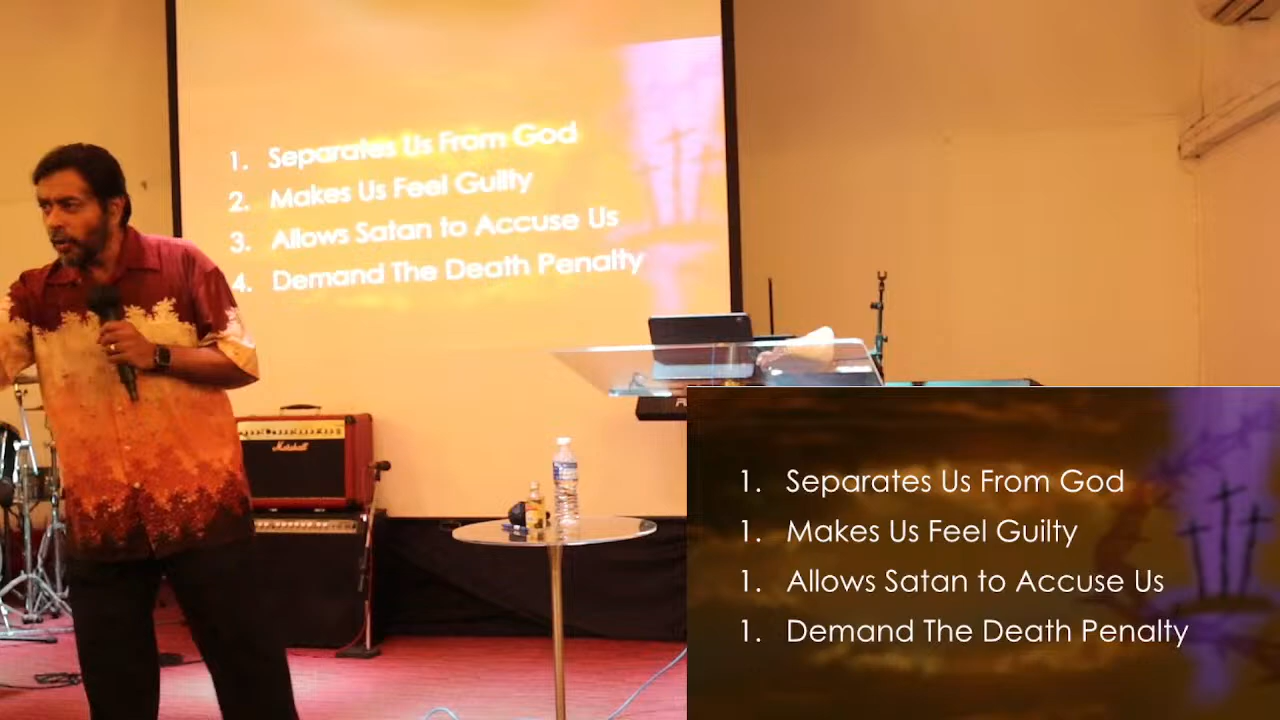 1. Separates Us From God
2. Makes Us Feel Guilty
3. Allows Satan to Accuse Us
4. Demand The Death Penalty
Marshall
1. Separates Us From God
1. Makes Us Feel Guilty
1. Allows Satan to Accuse Us
1. Demand The Death Penalty